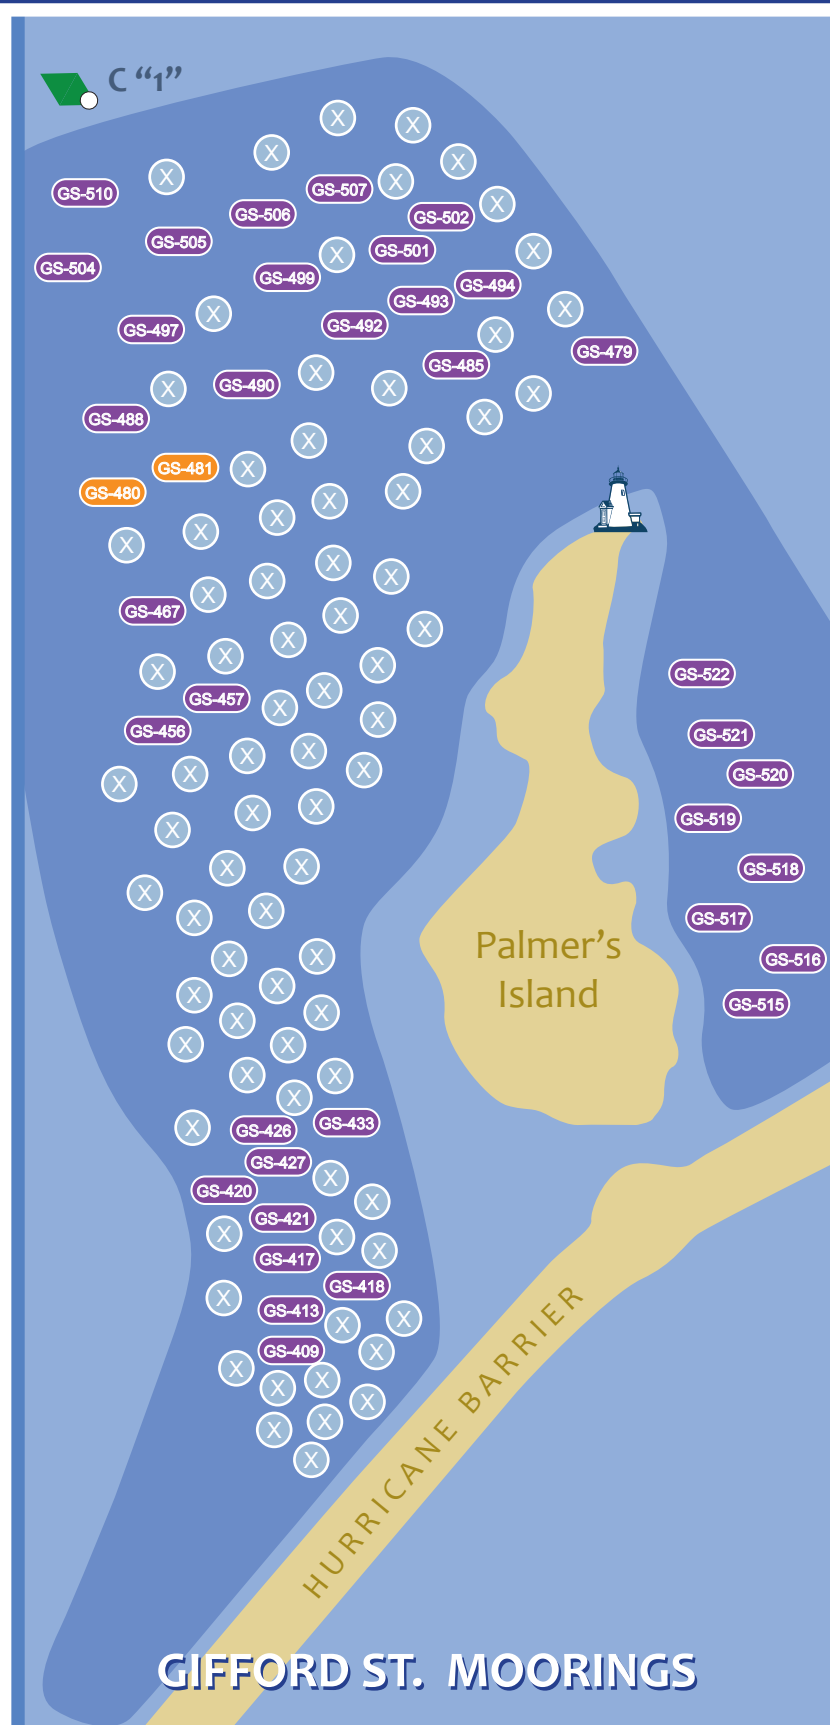 C “1”
X
X
X
X
X
X
GS-507
GS-510
X
GS-506
GS-502
GS-505
GS-501
X
X
GS-504
GS-499
GS-494
GS-493
X
X
GS-492
GS-497
X
GS-479
GS-485
X
GS-490
X
X
X
X
GS-488
X
X
GS-481
X
X
GS-480
X
X
X
X
X
X
X
X
GS-467
X
X
X
X
X
X
GS-522
X
GS-457
X
X
GS-456
GS-521
X
X
X
X
GS-520
X
X
X
GS-519
X
X
X
GS-518
X
X
X
GS-517
Palmer’s
Island
X
X
GS-516
X
X
GS-515
X
X
X
X
X
X
X
GS-433
X
GS-426
GS-427
X
GS-420
X
GS-421
X
X
X
GS-417
GS-418
X
GS-413
X
X
GS-409
X
X
X
X
X
X
X
X
HURRICANE BARRIER
GIFFORD ST. MOORINGS